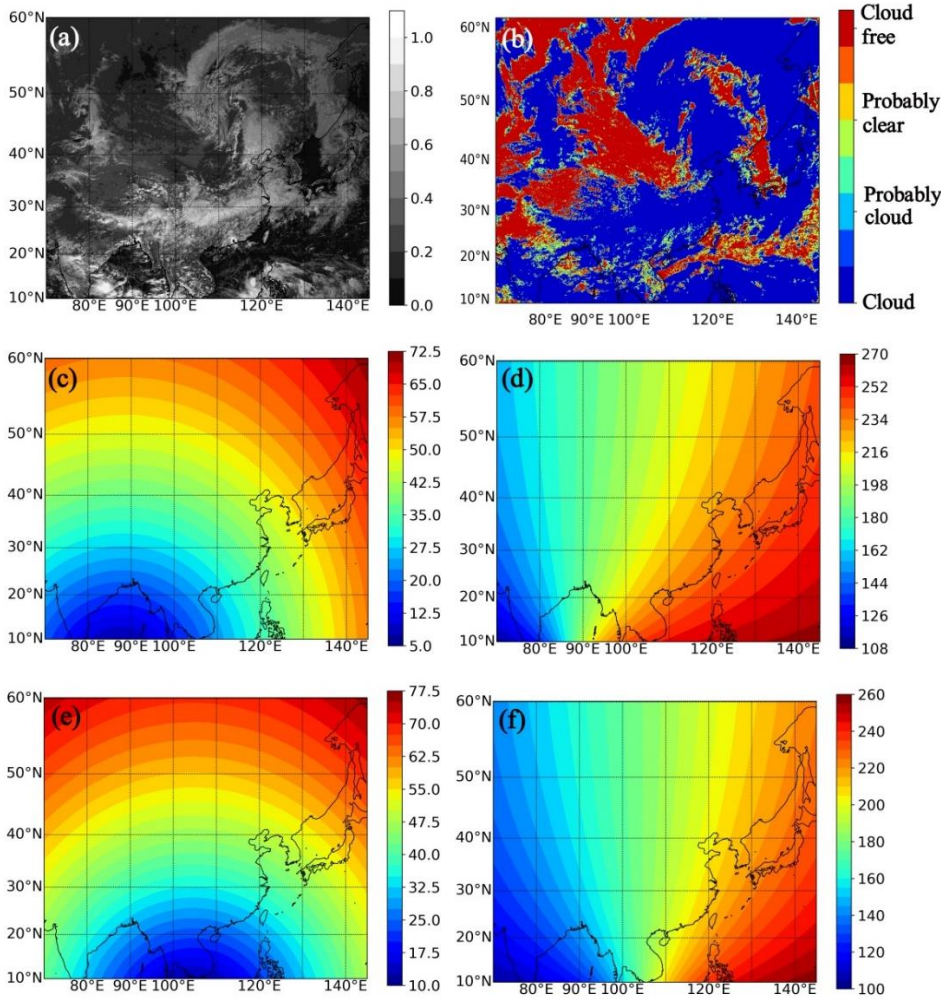 (a)
60°N
50°N
40°N
30°N
20°N
10°N
80°E 90°E 100°E 120°E 140°E
1.0
0.8
0.6
0.4
0.2
0.0
(b)
60°N
50°N
40°N
30°N
20°N
10°N
80°E 90°E 100°E 120°E 140°E
Cloud
free
Probably
clear
Probably
cloud
Cloud
(c)
60°N
50°N
40°N
30°N
20°N
10°N
80°E 90°E 100°E 120°E 140°E
72.5
65.0
57.5
50.0
42.5
35.0
27.5
20.0
12.5
5.0
(d)
60°N
50°N
40°N
30°N
20°N
10°N
80°E 90°E 100°E 120°E 140°E
270
252
234
216
198
180
162
144
126
108
(e)
60°N
50°N
40°N
30°N
20°N
10°N
80°E 90°E 100°E 120°E 140°E
77.5
70.0
62.5
55.0
47.5
40.0
32.5
25.0
17.5
10.0
(f)
60°N
50°N
40°N
30°N
20°N
10°N
80°E 90°E 100°E 120°E 140°E
260
240
220
200
180
160
140
120
100